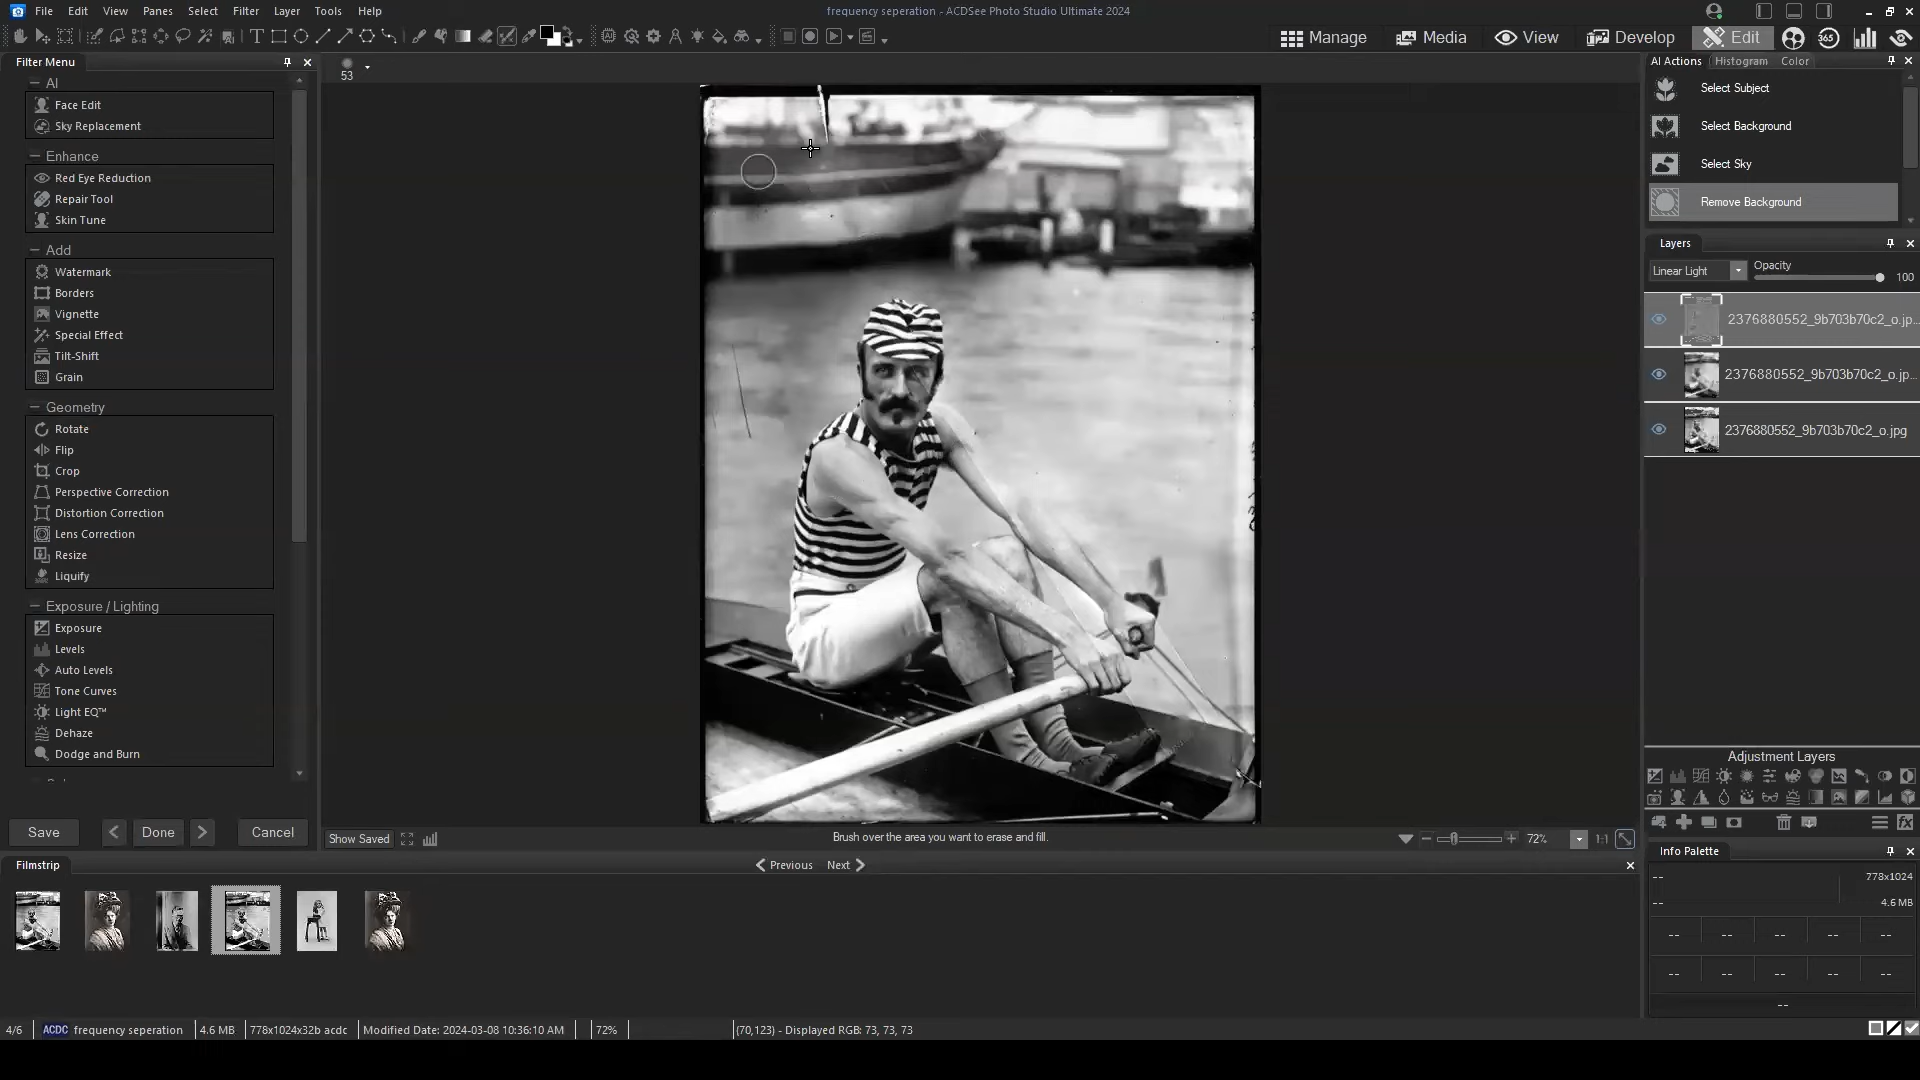 File Edit View Panes Select Filter Layer Tools Help
frequency seperation - ACDSee Photo Studio Ultimate 2024
Manage Media View Develop Edit 365
Filter Menu
53
AI Actions Histogram Color
AI
Face Edit
Sky Replacement
Enhance
Red Eye Reduction
Repair Tool
Skin Tune
Add
Watermark
Borders
Vignette
Special Effect
Tilt-Shift
Grain
Geometry
Rotate
Flip
Crop
Perspective Correction
Distortion Correction
Lens Correction
Resize
Liquify
Exposure / Lighting
Exposure
Levels
Auto Levels
Tone Curves
Light EQ™
Dehaze
Dodge and Burn
Save Done Cancel
Select Subject
Select Background
Select Sky
Remove Background
Layers
Linear Light Opacity 100
2376880552_9b703b70c2_o.jp...
2376880552_9b703b70c2_o.jp...
2376880552_9b703b70c2_o.jpg
Adjustment Layers
Show Saved
Brush over the area you want to erase and fill.
72% 1:1
Filmstrip
Previous Next
Info Palette
-- 778x1024
-- 4.6 MB
-- -- -- -- --
-- -- -- -- --
--
4/6 ACDC frequency seperation 4.6 MB 778x1024x32b acdc Modified Date: 2024-03-08 10:36:10 AM 72% (70,123) - Displayed RGB: 73, 73, 73